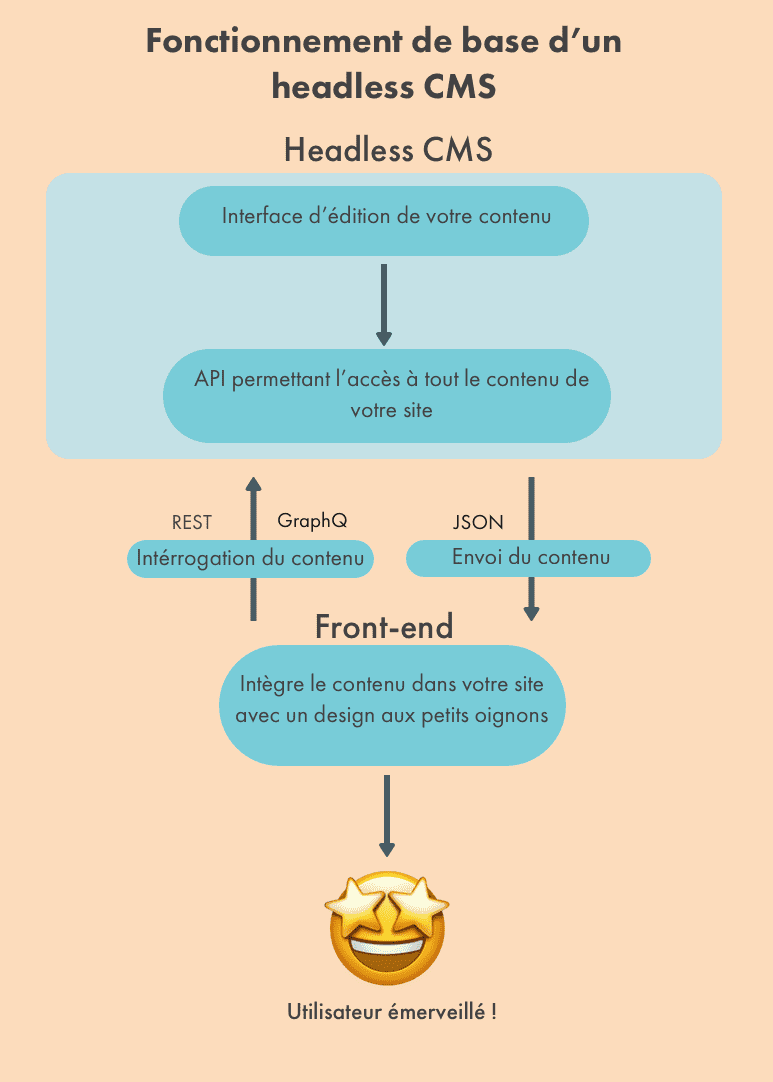 Fonctionnement de base d’un
headless CMS
Headless CMS
Interface d’édition de votre contenu
API permettant l’accès à tout le contenu de
votre site
REST
GraphQ
JSON
Intérrogation du contenu
Envoi du contenu
Front-end
Intègre le contenu dans votre site
avec un design aux petits oignons
Utilisateur émerveillé !